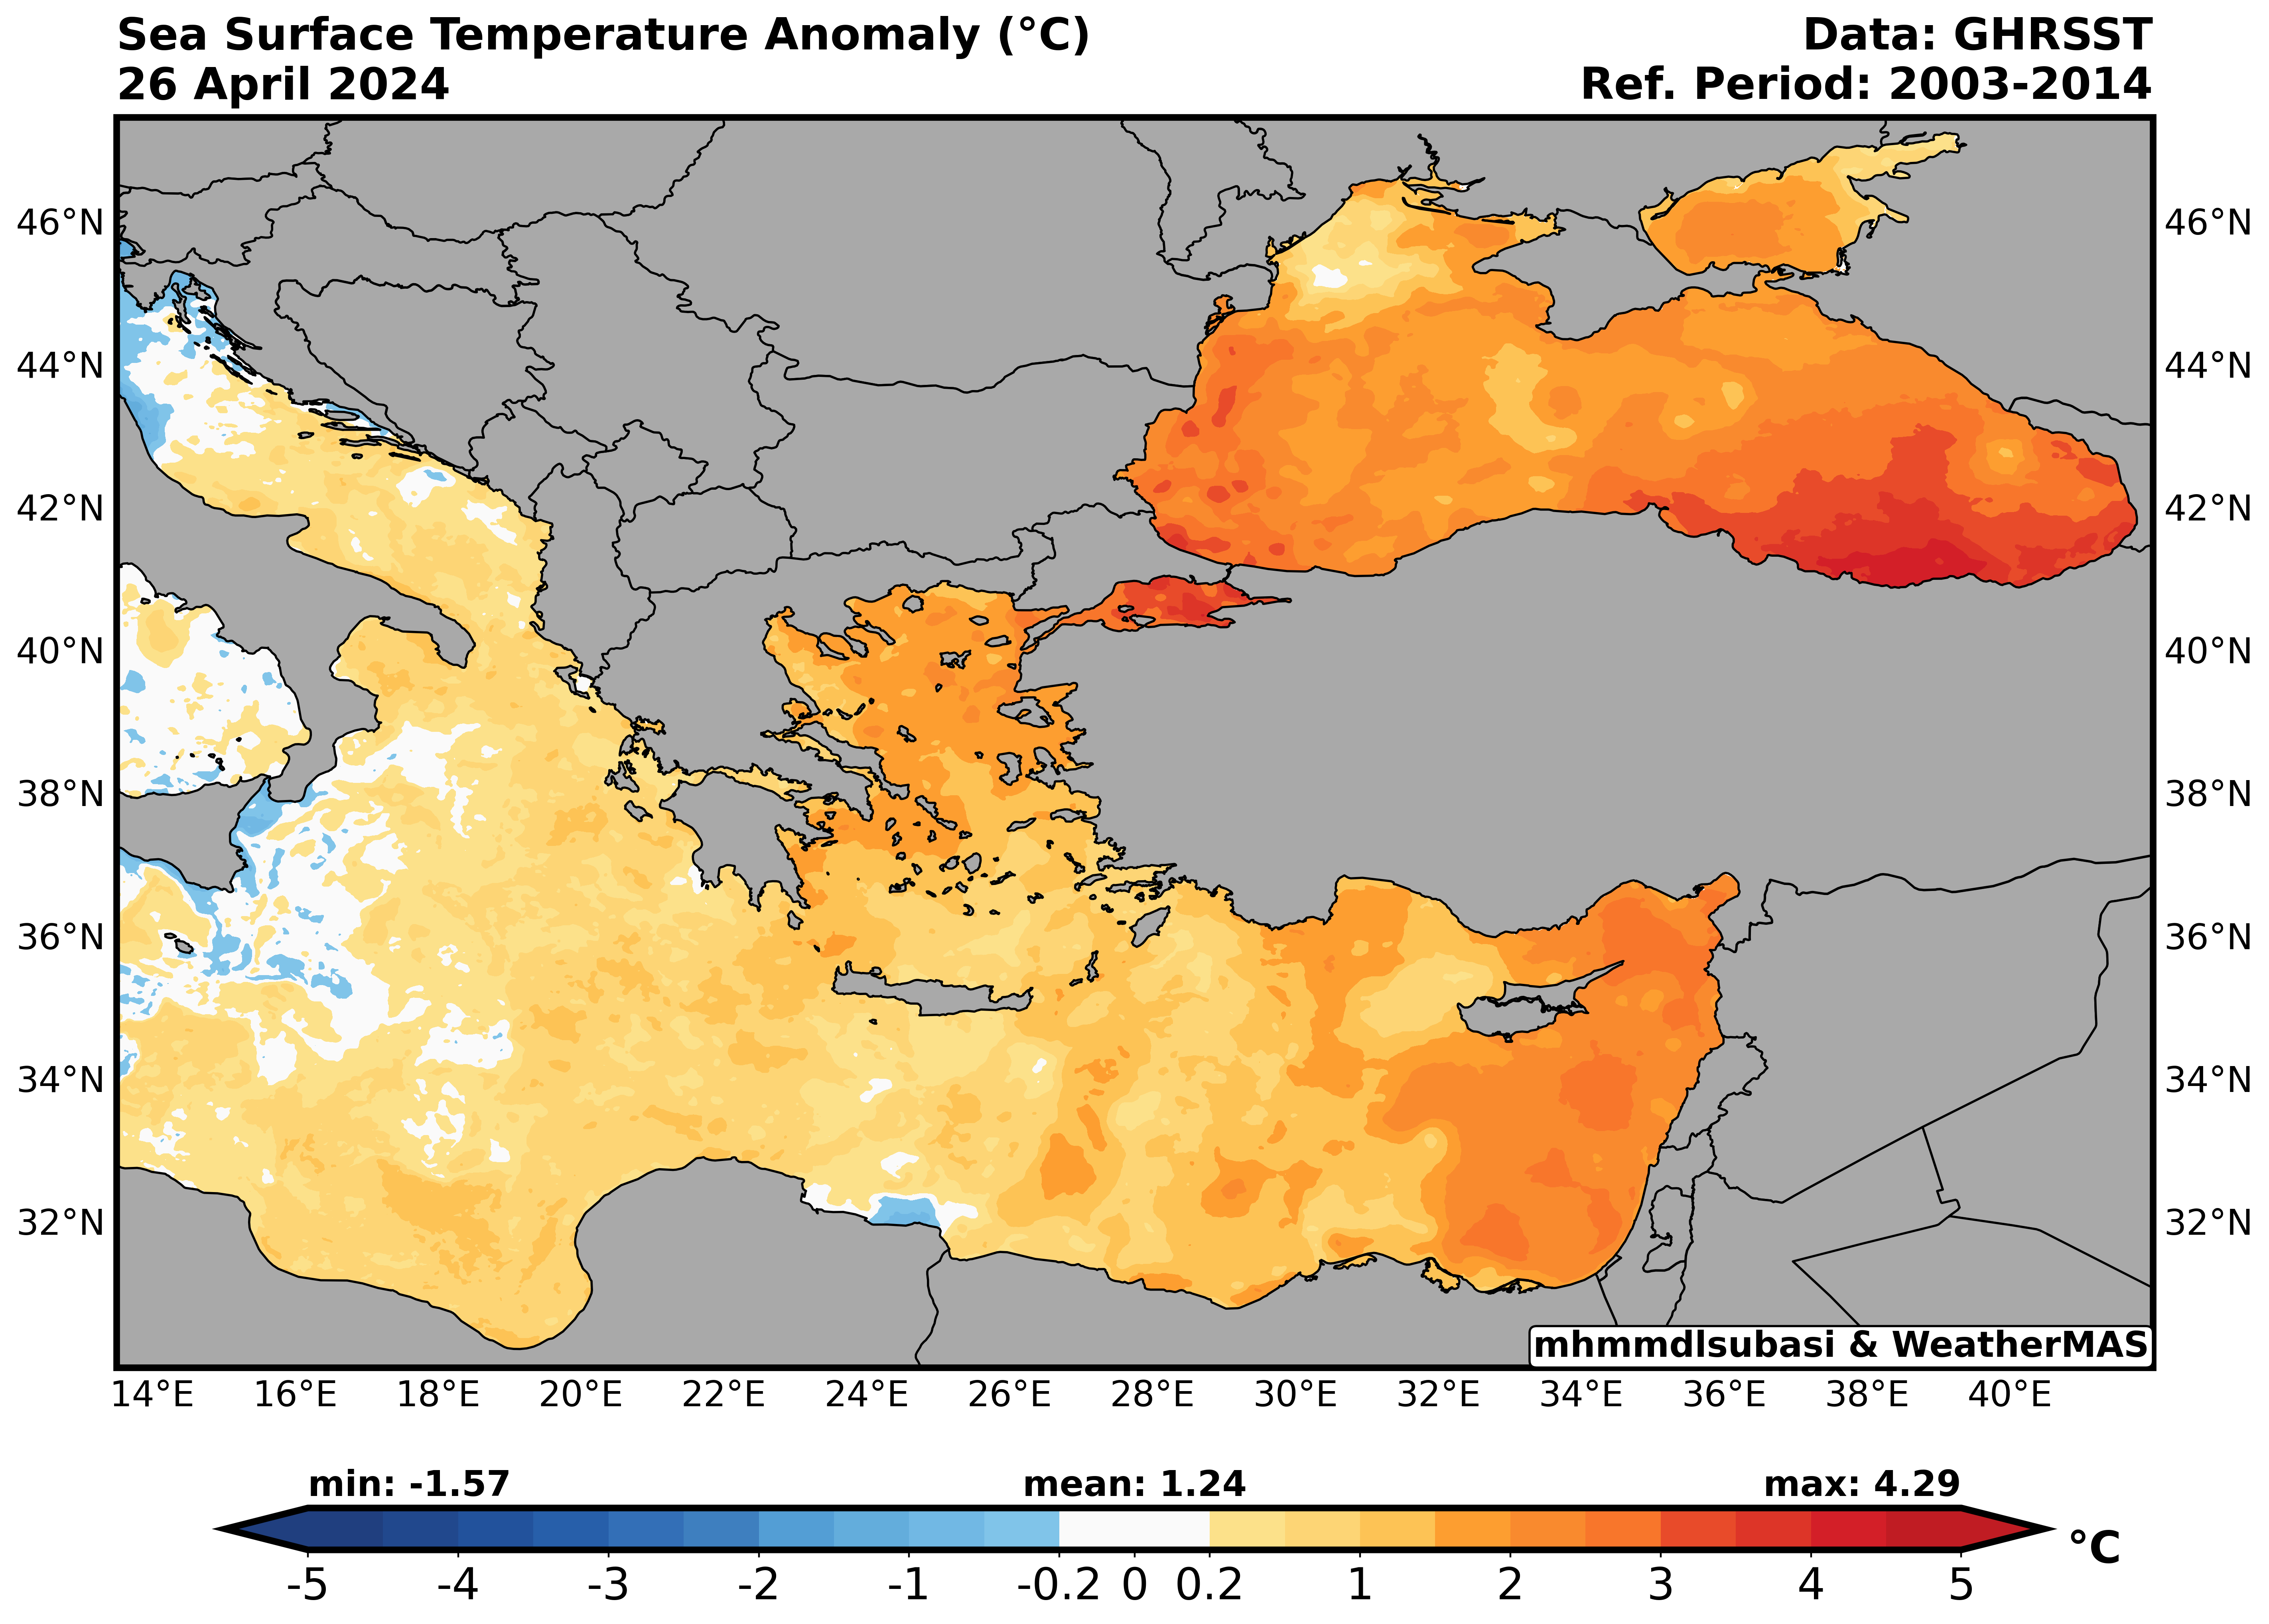 Sea Surface Temperature Anomaly (°C)
26 April 2024
Data: GHRSST
Ref. Period: 2003-2014
46°N
44°N
42°N
40°N
38°N
36°N
34°N
32°N
46°N
44°N
42°N
40°N
38°N
36°N
34°N
32°N
mhmmdlsubasi & WeatherMAS
14°E 16°E 18°E 20°E 22°E 24°E 26°E 28°E 30°E 32°E 34°E 36°E 38°E 40°E
min: -1.57 mean: 1.24 max: 4.29
°C
-5 -4 -3 -2 -1 -0.2 0 0.2 1 2 3 4 5